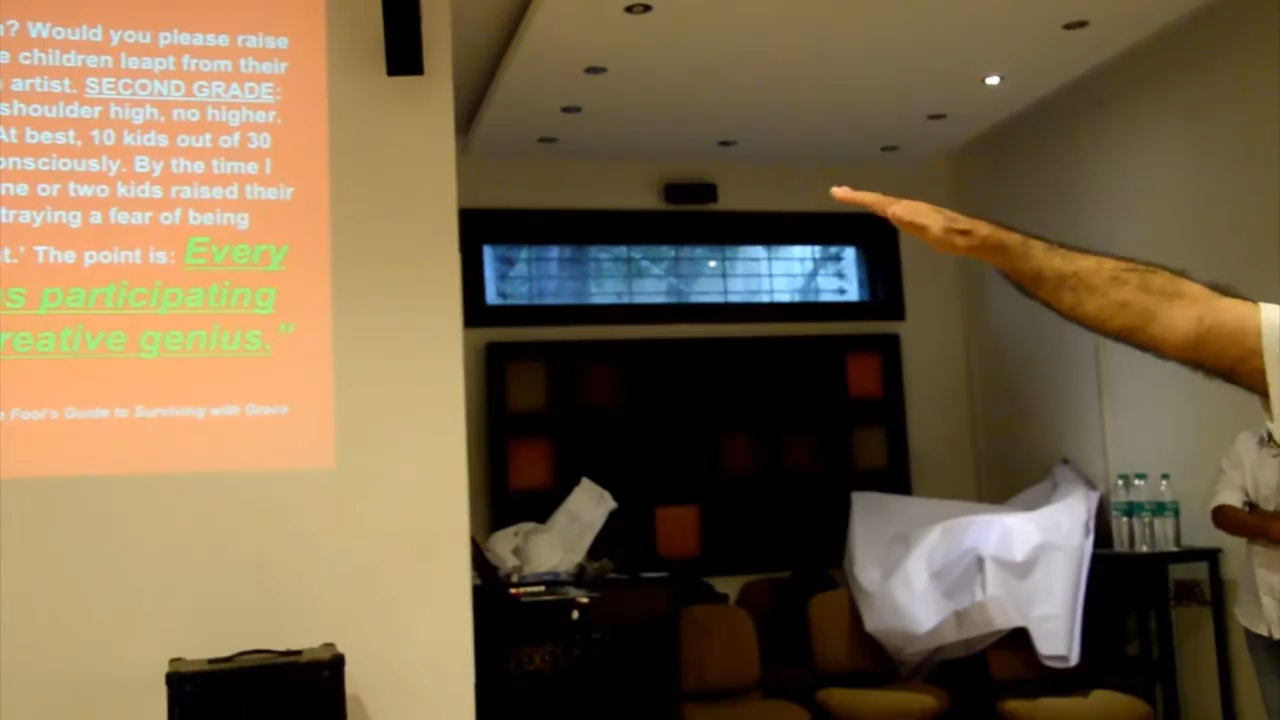 ? Would you please raise
e children leapt from their
artist. SECOND GRADE:
shoulder high, no higher.
At best, 10 kids out of 30
onsciously. By the time I
ne or two kids raised their
traying a fear of being
t.' The point is: Every
s participating
reative genius."
e Fool's Guide to Surviving with Grace